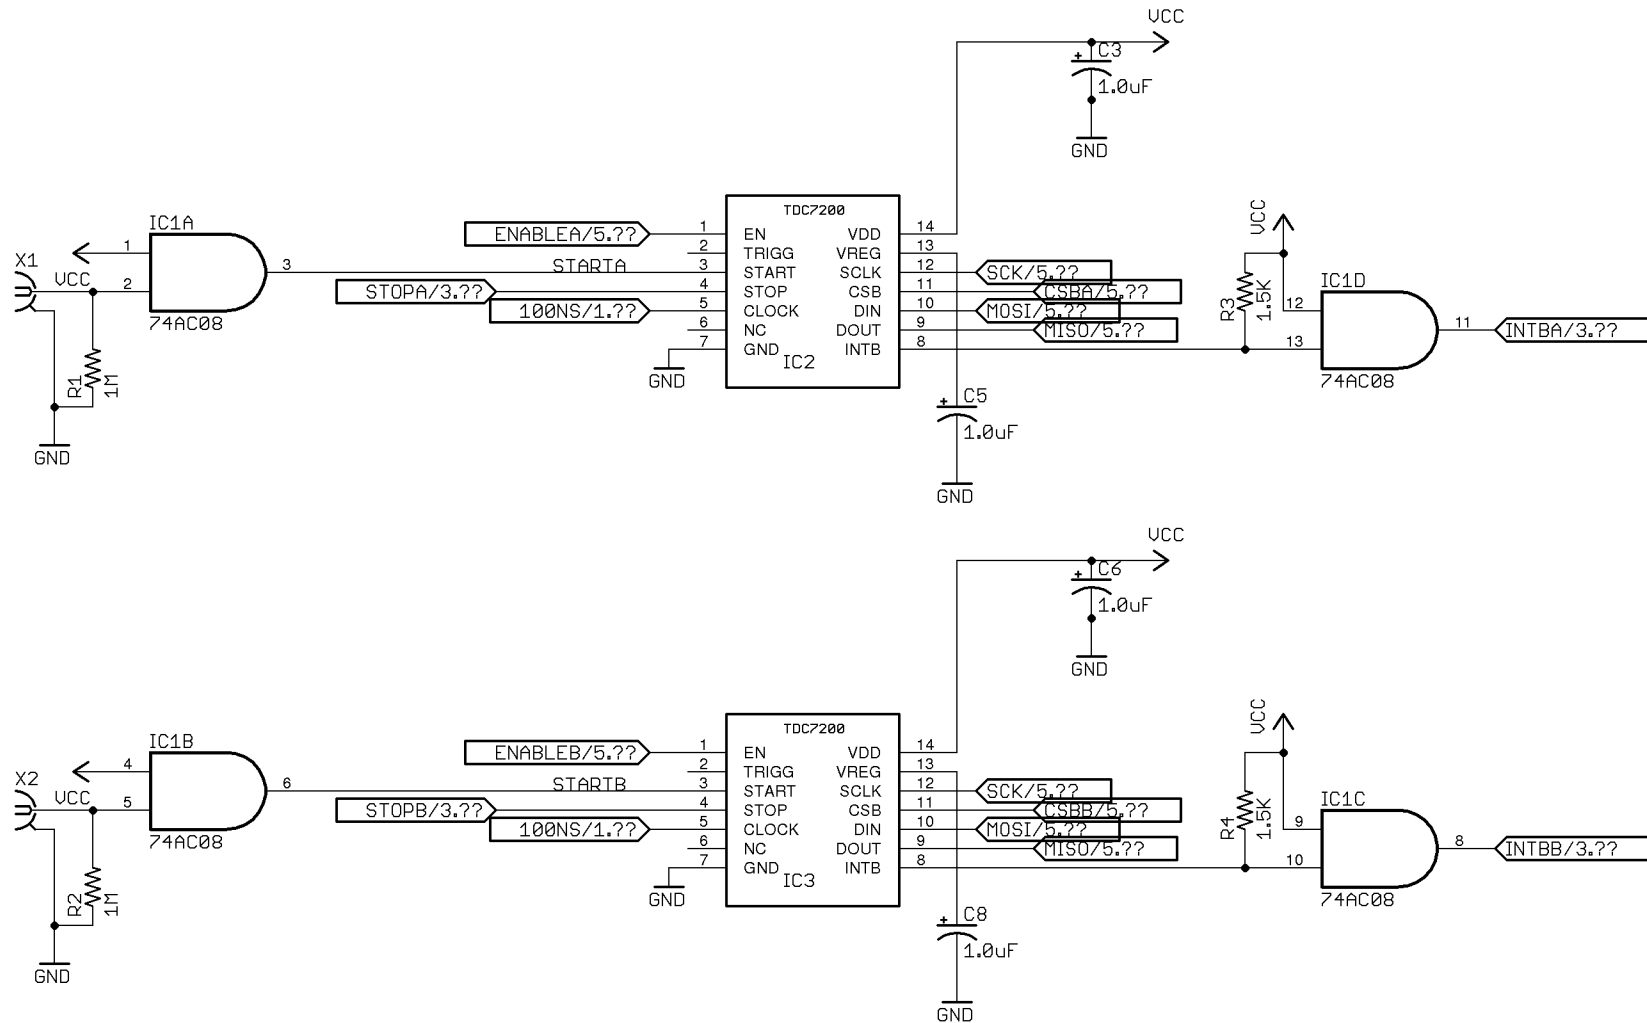 VCC
C3
1.0uF
GND
IC1A
X1
1
VCC
2
3
74AC08
R1
1M
GND
TDC7200
ENABLEA/5.??
1 EN VDD 14
2 TRIGG VREG 13
STARTA
3 START SCLK 12 SCK/5.??
STOPA/3.??
4 STOP CSB 11 CSBA/5.??
100NS/1.??
5 CLOCK DIN 10 MOSI/5.??
6 NC DOUT 9 MISO/5.??
7 GND INTB 8
IC2
GND
C5
1.0uF
GND
VCC
R3
1.5K
IC1D
12
13
11
INTBA/3.??
74AC08
VCC
C6
1.0uF
GND
IC1B
X2
4
VCC
5
6
74AC08
R2
1M
GND
TDC7200
ENABLEB/5.??
1 EN VDD 14
2 TRIGG VREG 13
STARTB
3 START SCLK 12 SCK/5.??
STOPB/3.??
4 STOP CSB 11 CSBB/5.??
100NS/1.??
5 CLOCK DIN 10 MOSI/5.??
6 NC DOUT 9 MISO/5.??
7 GND INTB 8
IC3
GND
C8
1.0uF
GND
VCC
R4
1.5K
IC1C
9
10
8
INTBB/3.??
74AC08